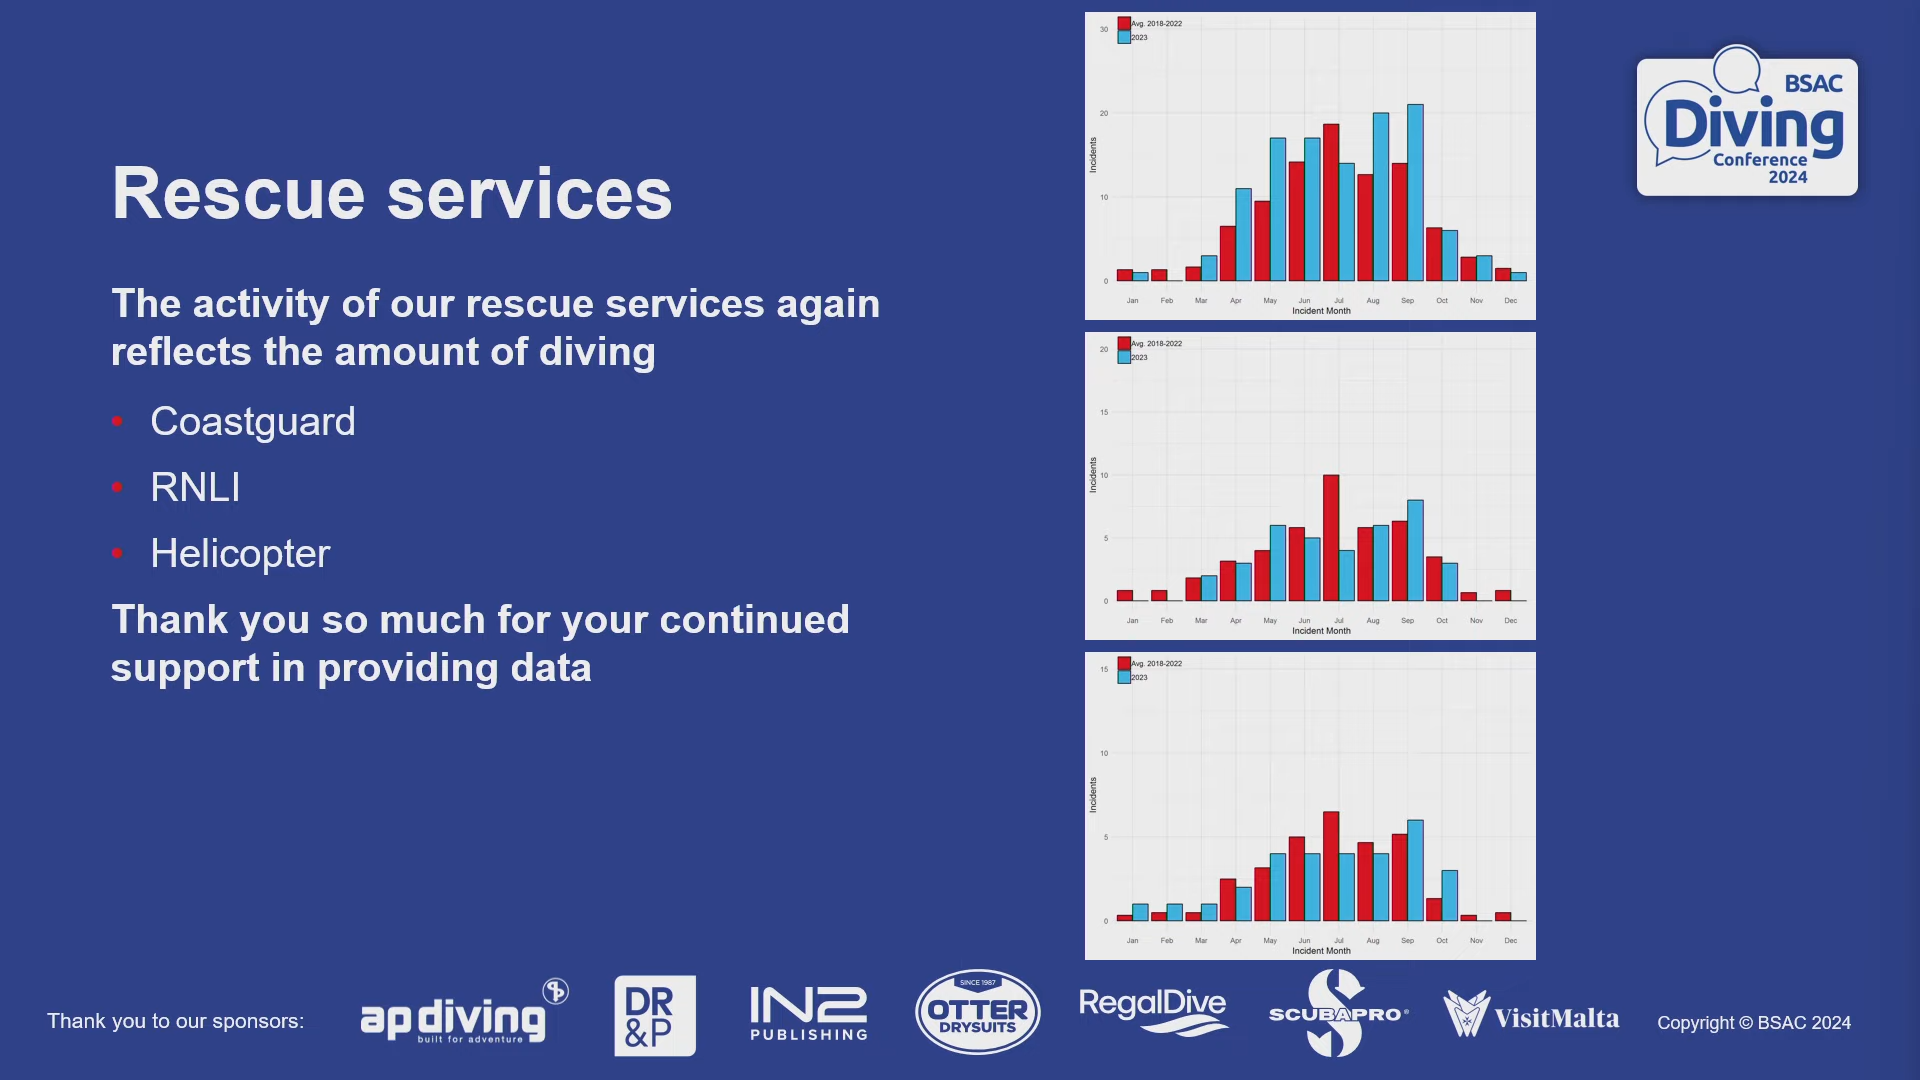 Rescue services
The activity of our rescue services again
reflects the amount of diving
• Coastguard
• RNLI
• Helicopter
Thank you so much for your continued
support in providing data
Avg. 2018-2022
2023
30
20
10
0
Incidents
Jan Feb Mar Apr May Jun Jul Aug Sep Oct Nov Dec
Incident Month
Avg. 2018-2022
2023
20
15
10
5
0
Incidents
Jan Feb Mar Apr May Jun Jul Aug Sep Oct Nov Dec
Incident Month
Avg. 2018-2022
2023
15
10
5
0
Incidents
Jan Feb Mar Apr May Jun Jul Aug Sep Oct Nov Dec
Incident Month
BSAC
Diving
Conference
2024
Thank you to our sponsors:
ap diving
built for adventure
DR
&P
IN2
PUBLISHING
SINCE 1987
OTTER
DRYSUITS
RegalDive
SCUBAPRO®
VisitMalta
Copyright © BSAC 2024